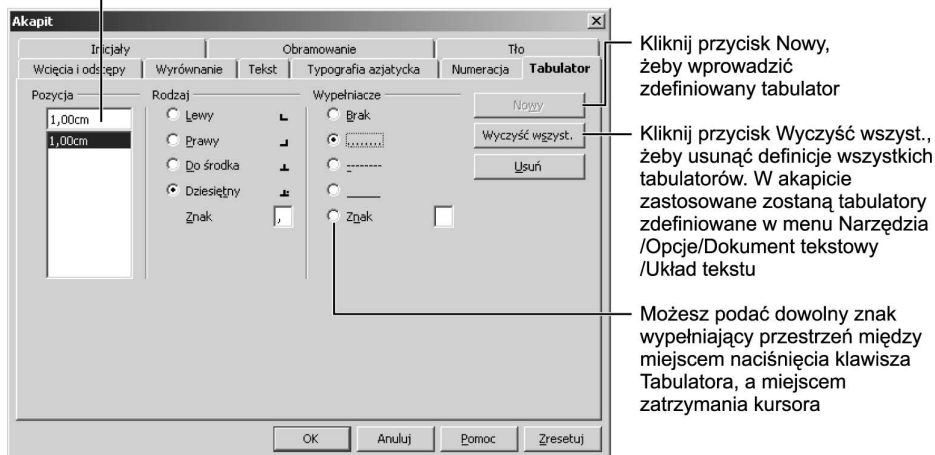 Akapit
Inicjały Obramowanie Tło
Wcięcia i odstępy Wyrównanie Tekst Typografia azjatycka Numeracja Tabulator
Pozycja
1,00cm
1,00cm
Rodzaj
Lewy
Prawy
Do środka
Dziesiętny
Znak ,
Wypełniacze
Brak
.......
-------
_____
Znak
Nowy
Wyczyść wszyst.
Usuń
OK Anuluj Pomoc Zresetuj
Kliknij przycisk Nowy,
żeby wprowadzić
zdefiniowany tabulator
Kliknij przycisk Wyczyść wszyst.,
żeby usunąć definicje wszystkich
tabulatorów. W akapicie
zastosowane zostaną tabulatory
zdefiniowane w menu Narzędzia
/Opcje/Dokument tekstowy
/Układ tekstu
Możesz podać dowolny znak
wypełniający przestrzeń między
miejscem naciśnięcia klawisza
Tabulatora, a miejscem
zatrzymania kursora